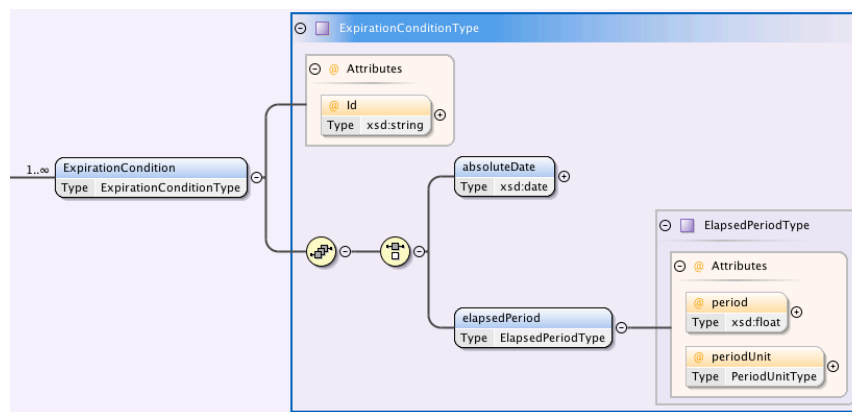 ExpirationConditionType
@ Attributes
@ Id
Type xsd:string
1..∞
ExpirationCondition
Type ExpirationConditionType
absoluteDate
Type xsd:date
ElapsedPeriodType
@ Attributes
@ period
Type xsd:float
elapsedPeriod
Type ElapsedPeriodType
@ periodUnit
Type PeriodUnitType